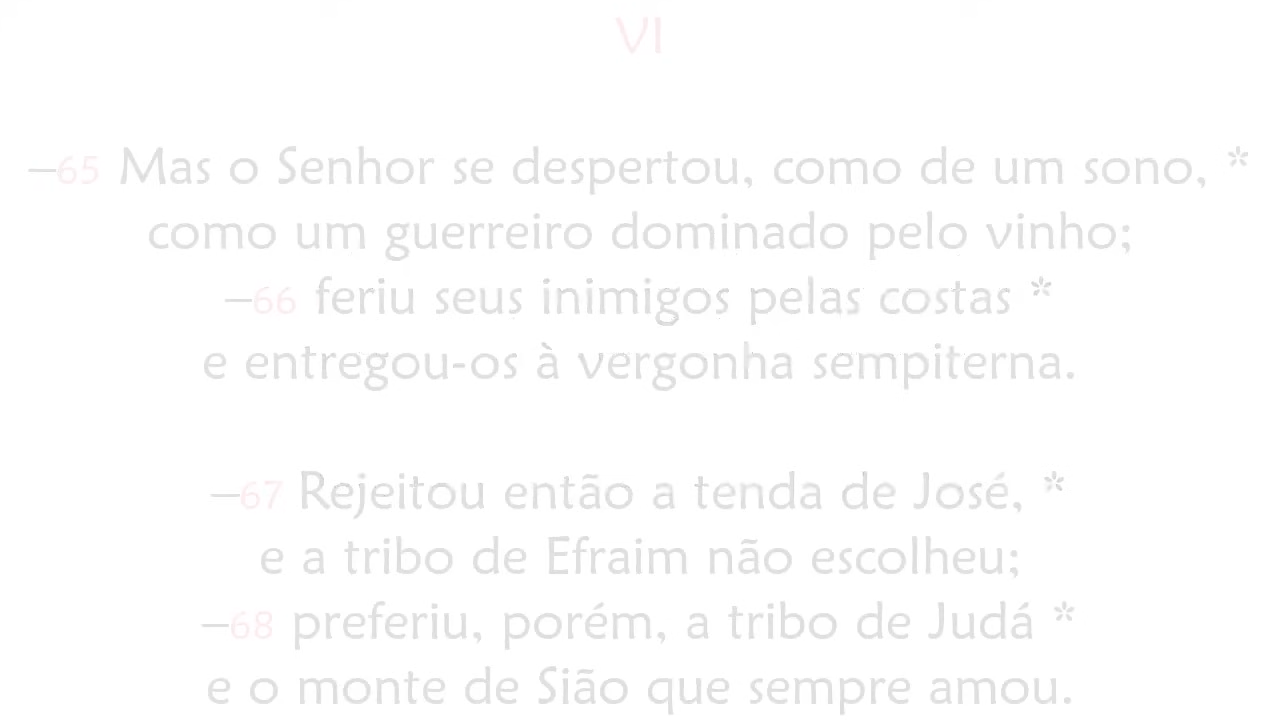 VI
–65 Mas o Senhor se despertou, como de um sono, *
como um guerreiro dominado pelo vinho;
–66 feriu seus inimigos pelas costas *
e entregou-os à vergonha sempiterna.
–67 Rejeitou então a tenda de José, *
e a tribo de Efraim não escolheu;
–68 preferiu, porém, a tribo de Judá *
e o monte de Sião que sempre amou.